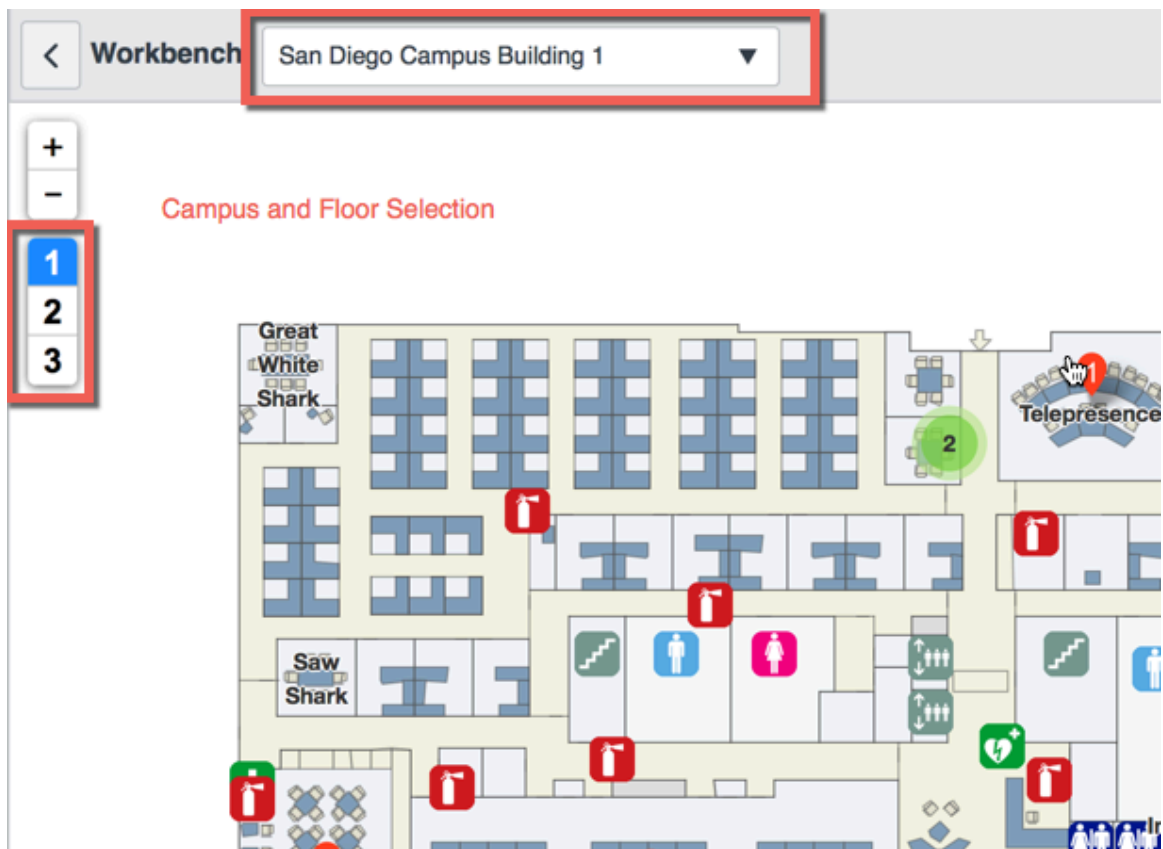 Workbench
San Diego Campus Building 1
+
−
Campus and Floor Selection
1
2
3
Great
White
Shark
1
Telepresence
2
Saw
Shark